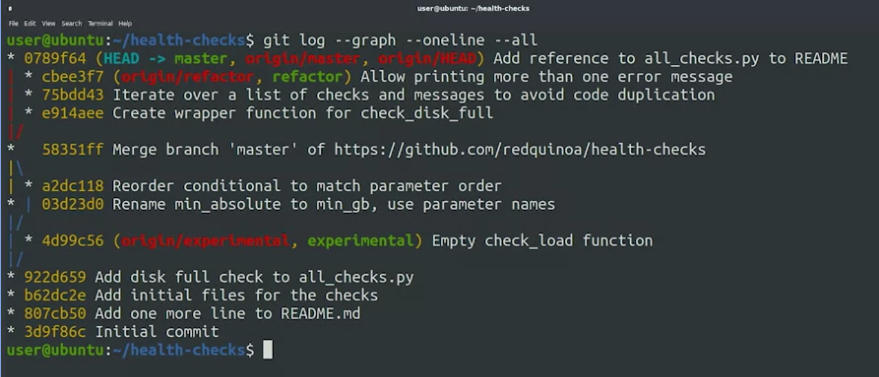 user@ubuntu: ~/health-checks
File Edit View Search Terminal Help
user@ubuntu:~/health-checks$ git log --graph --oneline --all
* 0789f64 (HEAD -> master, origin/master, origin/HEAD) Add reference to all_checks.py to README
| * cbee3f7 (origin/refactor, refactor) Allow printing more than one error message
| * 75bdd43 Iterate over a list of checks and messages to avoid code duplication
| * e914aee Create wrapper function for check_disk_full
|/
*   58351ff Merge branch 'master' of https://github.com/redquinoa/health-checks
|\
| * a2dc118 Reorder conditional to match parameter order
* | 03d23d0 Rename min_absolute to min_gb, use parameter names
|/
| * 4d99c56 (origin/experimental, experimental) Empty check_load function
|/
* 922d659 Add disk full check to all_checks.py
* b62dc2e Add initial files for the checks
* 807cb50 Add one more line to README.md
* 3d9f86c Initial commit
user@ubuntu:~/health-checks$